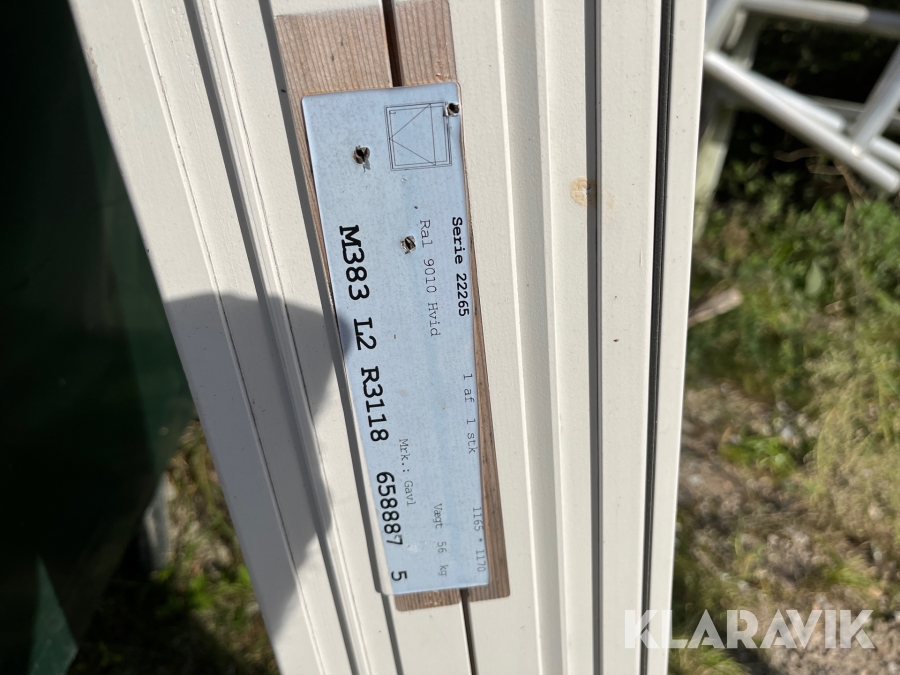 Serie 22265 1 af 1 stk 1165 * 1170
Ral 9010 Hvid Vægt 56 kg
Mrk.: Gavl
M383 L2 R3118 658887 5
KLARAVIK